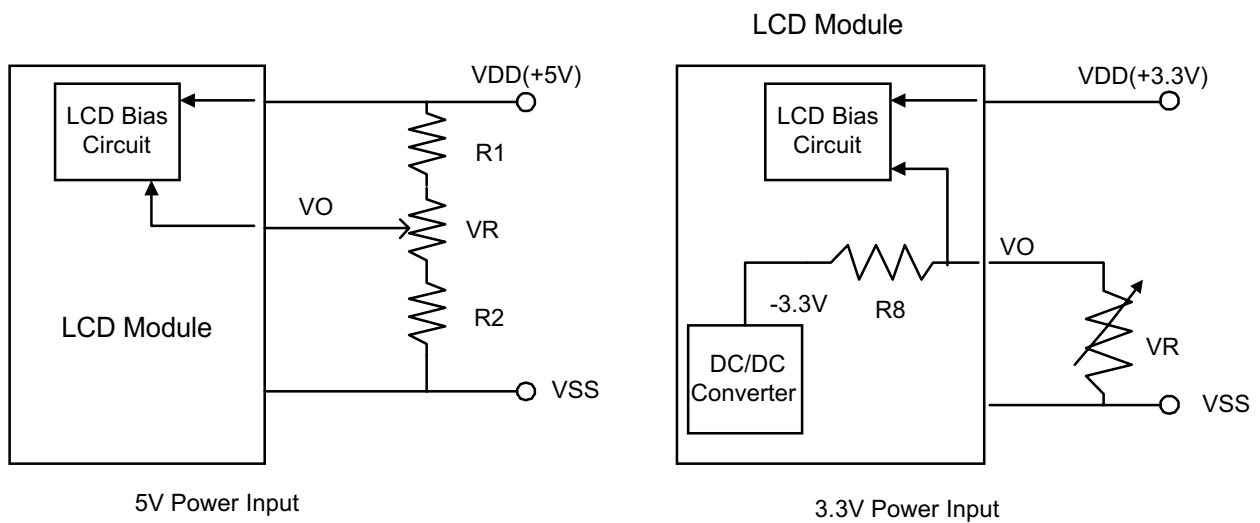 VDD(+5V)
LCD Bias
Circuit
R1
VO
VR
R2
LCD Module
VSS
5V Power Input
LCD Module
VDD(+3.3V)
LCD Bias
Circuit
VO
-3.3V
R8
VR
DC/DC
Converter
VSS
3.3V Power Input